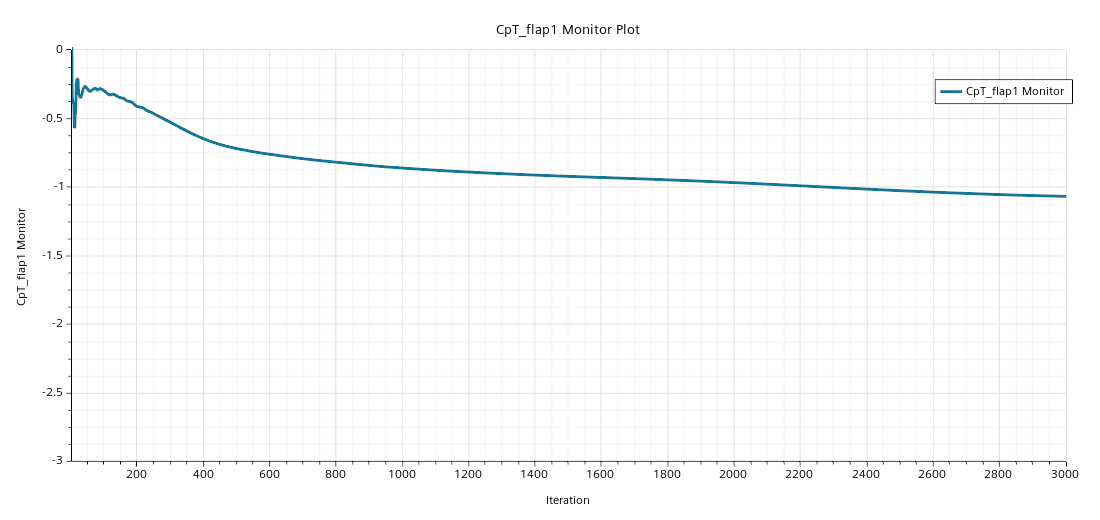 CpT_flap1 Monitor Plot
CpT_flap1 Monitor
CpT_flap1 Monitor
0
-0.5
-1
-1.5
-2
-2.5
-3
200 400 600 800 1000 1200 1400 1600 1800 2000 2200 2400 2600 2800 3000
Iteration